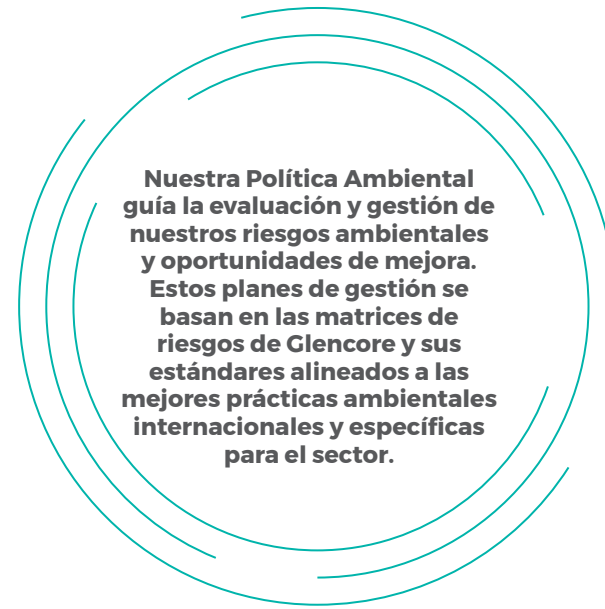 Nuestra Política Ambiental
guía la evaluación y gestión de
nuestros riesgos ambientales
y oportunidades de mejora.
Estos planes de gestión se
basan en las matrices de
riesgos de Glencore y sus
estándares alineados a las
mejores prácticas ambientales
internacionales y específicas
para el sector.